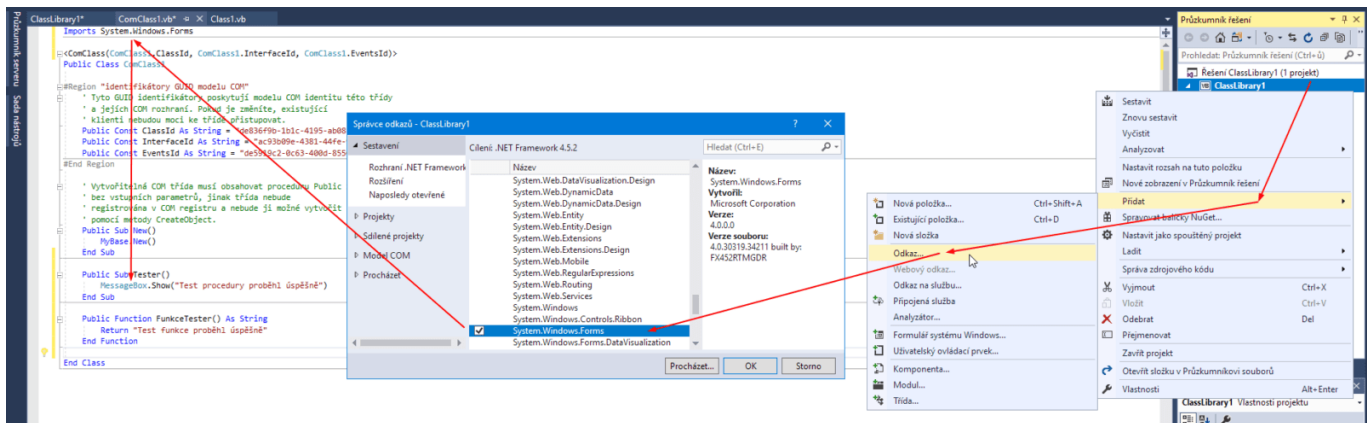 ClassLibrary1*
ComClass1.vb*
Class1.vb
Průzkumník serveru
Sada nástrojů
Imports System.Windows.Forms
<ComClass(ComClass1.ClassId, ComClass1.InterfaceId, ComClass1.EventsId)>
Public Class ComClass1
#Region "identifikátory GUID modelu COM"
' Tyto GUID identifikátory poskytují modelu COM identitu této třídy
' a jejích COM rozhraní. Pokud je změníte, existující
' klienti nebudou moci ke třídě přistupovat.
Public Const ClassId As String = "de836f9b-1b1c-4195-ab08
Public Const InterfaceId As String = "ac93b09e-4381-44fe-
Public Const EventsId As String = "de5919c2-0c63-400d-855
#End Region
' Vytvořitelná COM třída musí obsahovat proceduru Public
' bez vstupních parametrů, jinak třída nebude
' registrována v COM registru a nebude ji možné vytvořit
' pomocí metody CreateObject.
Public Sub New()
MyBase.New()
End Sub
Public Sub Tester()
MessageBox.Show("Test procedury proběhl úspěšně")
End Sub
Public Function FunkceTester() As String
Return "Test funkce proběhl úspěšně"
End Function
End Class
Správce odkazů - ClassLibrary1
Sestavení
Rozhraní .NET Framework
Rozšíření
Naposledy otevřené
Projekty
Sdílené projekty
Model COM
Procházet
Cílení: .NET Framework 4.5.2
Hledat (Ctrl+E)
Název
System.Web.DataVisualization.Design
System.Web.DynamicData
System.Web.DynamicData.Design
System.Web.Entity
System.Web.Entity.Design
System.Web.Extensions
System.Web.Extensions.Design
System.Web.Mobile
System.Web.RegularExpressions
System.Web.Routing
System.Web.Services
System.Windows
System.Windows.Controls.Ribbon
System.Windows.Forms
System.Windows.Forms.DataVisualization
Název:
System.Windows.Forms
Vytvořil:
Microsoft Corporation
Verze:
4.0.0.0
Verze souboru:
4.0.30319.34211 built by:
FX452RTMGDR
Procházet...
OK
Storno
Nová položka... Ctrl+Shift+A
Existující položka... Ctrl+D
Nová složka
Odkaz...
Webový odkaz...
Odkaz na službu...
Připojená služba
Analyzátor...
Formulář systému Windows...
Uživatelský ovládací prvek...
Komponenta...
Modul...
Třída...
Průzkumník řešení
Prohledat: Průzkumník řešení (Ctrl+ů)
Řešení ClassLibrary1 (1 projekt)
ClassLibrary1
Sestavit
Znovu sestavit
Vyčistit
Analyzovat
Nastavit rozsah na tuto položku
Nové zobrazení v Průzkumník řešení
Přidat
Spravovat balíčky NuGet...
Nastavit jako spouštěný projekt
Ladit
Správa zdrojového kódu
Vyjmout Ctrl+X
Vložit Ctrl+V
Odebrat Del
Přejmenovat
Zavřít projekt
Otevřít složku v Průzkumníkovi souborů
Vlastnosti Alt+Enter
ClassLibrary1 Vlastnosti projektu